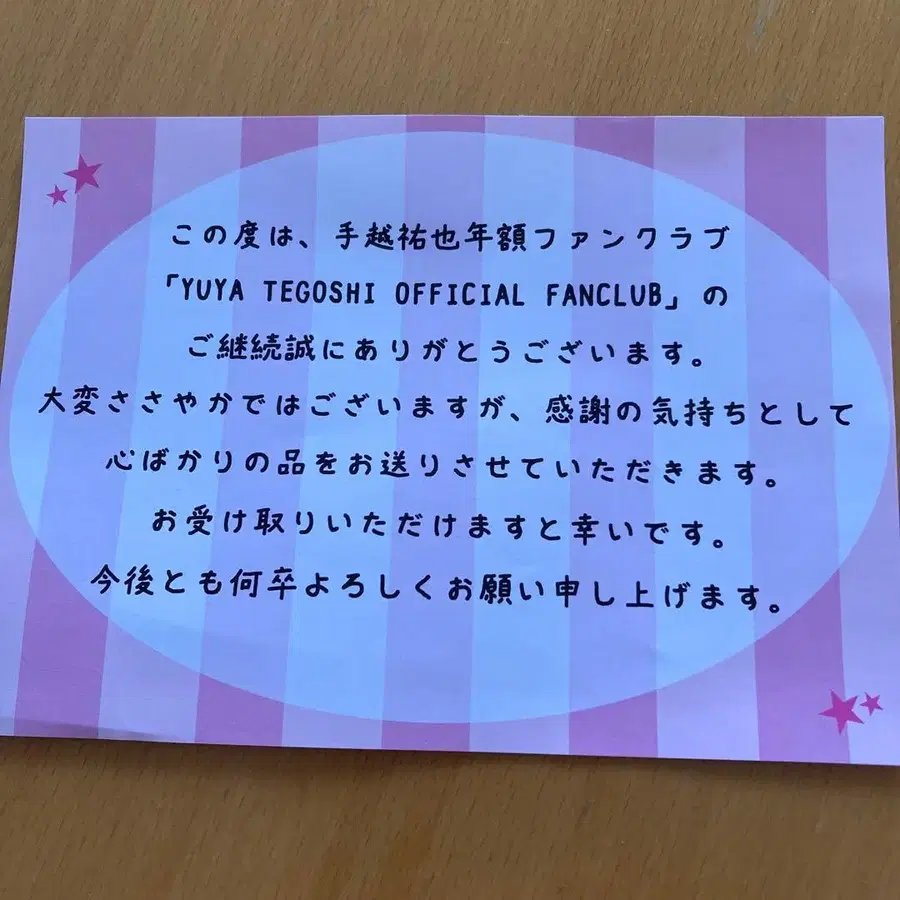 この度は、手越祐也年額ファンクラブ
「YUYA TEGOSHI OFFICIAL FANCLUB」の
ご継続誠にありがとうございます。
大変ささやかではございますが、感謝の気持ちとして
心ばかりの品をお送りさせていただきます。
お受け取りいただけますと幸いです。
今後とも何卒よろしくお願い申し上げます。